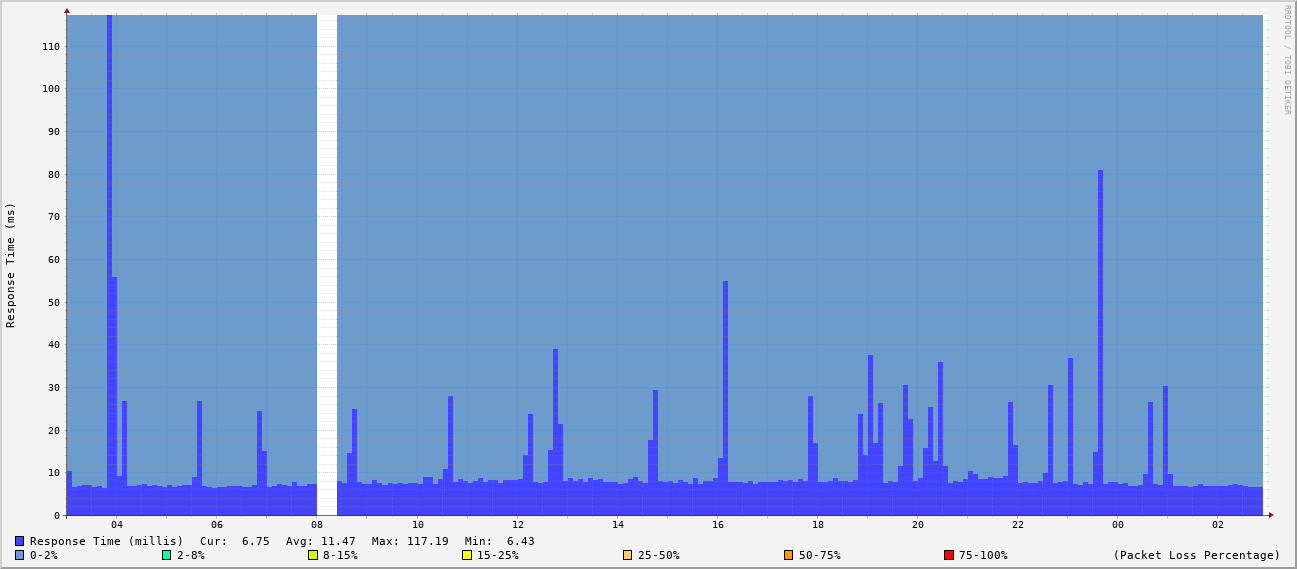 RRDTOOL / TOBI OETIKER
Response Time (ms)
110
100
90
80
70
60
50
40
30
20
10
0
04 06 08 10 12 14 16 18 20 22 00 02
Response Time (millis) Cur: 6.75 Avg: 11.47 Max: 117.19 Min: 6.43
0-2% 2-8% 8-15% 15-25% 25-50% 50-75% 75-100% (Packet Loss Percentage)